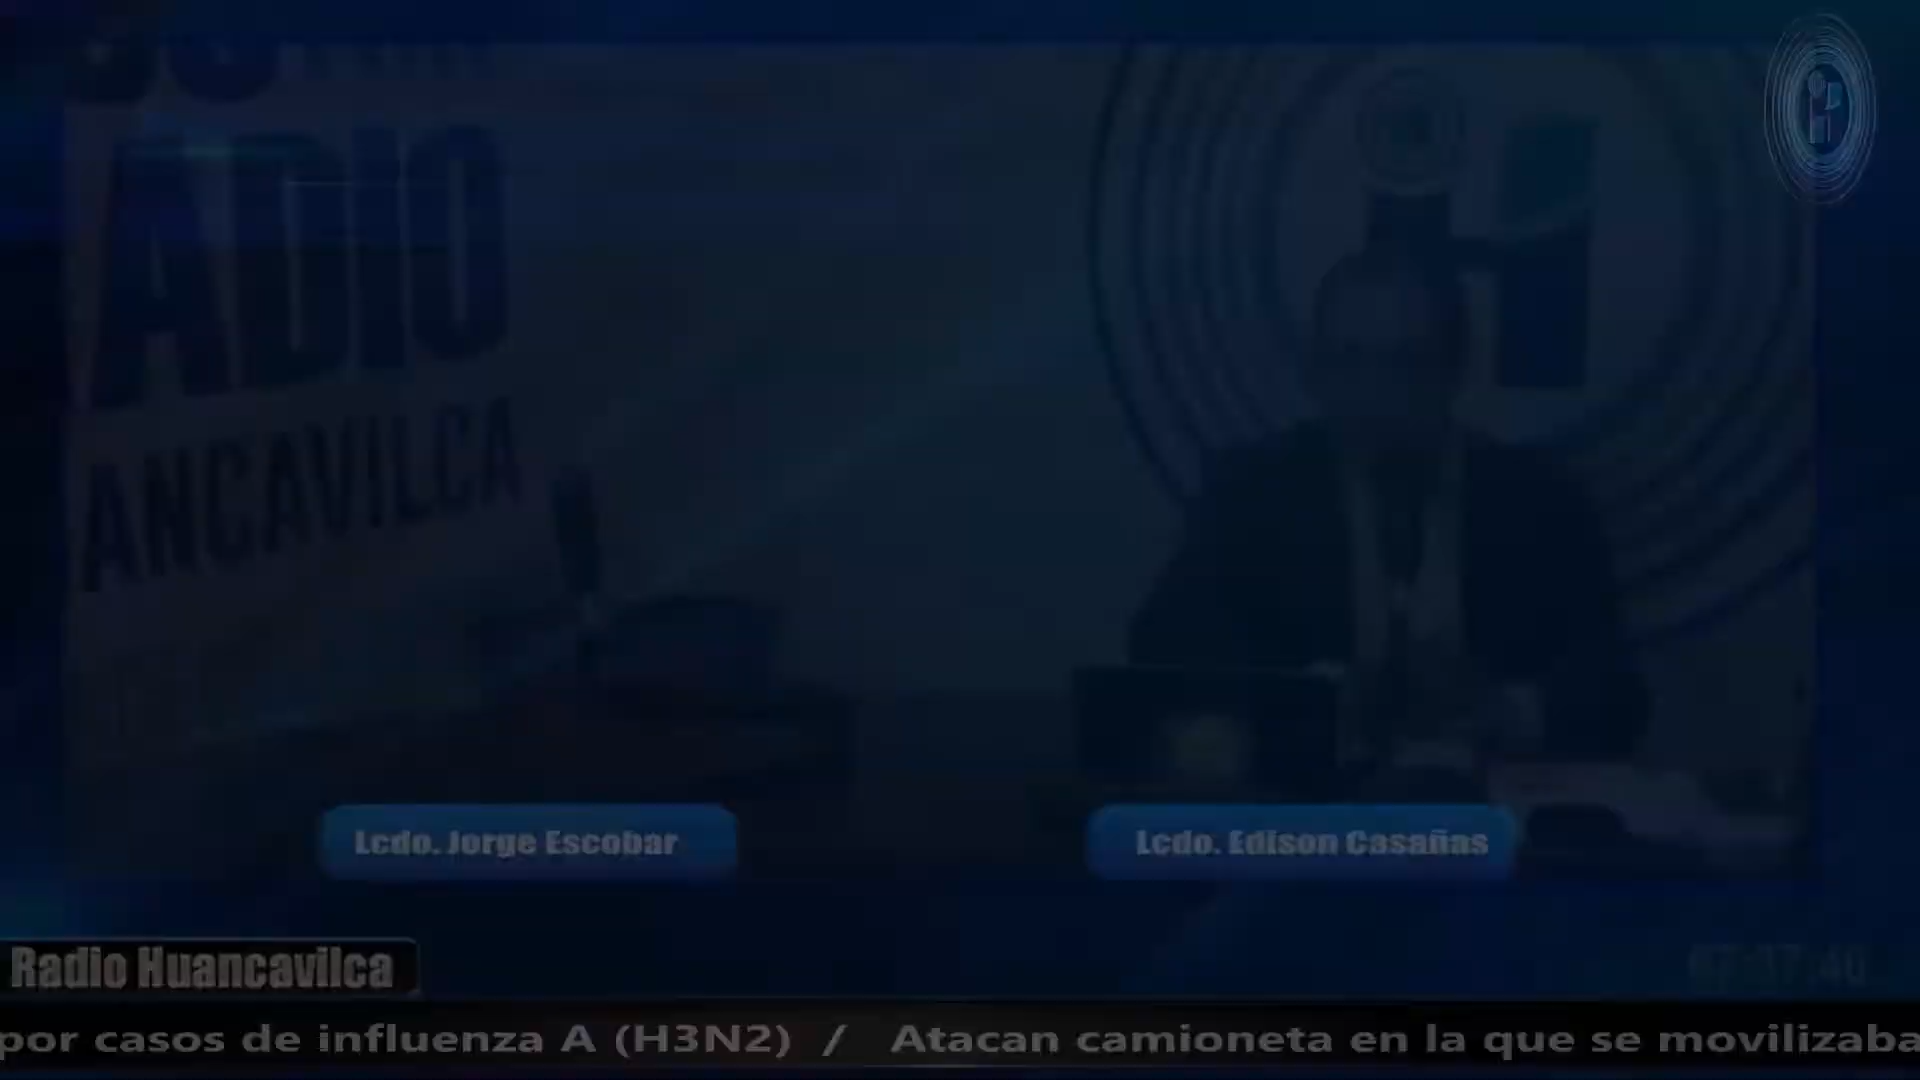 ADIO
ANCAVILCA
Lcdo. Jorge Escobar
Lcdo. Edison Casañas
Radio Huancavilca
por casos de influenza A (H3N2) / Atacan camioneta en la que se movilizaba